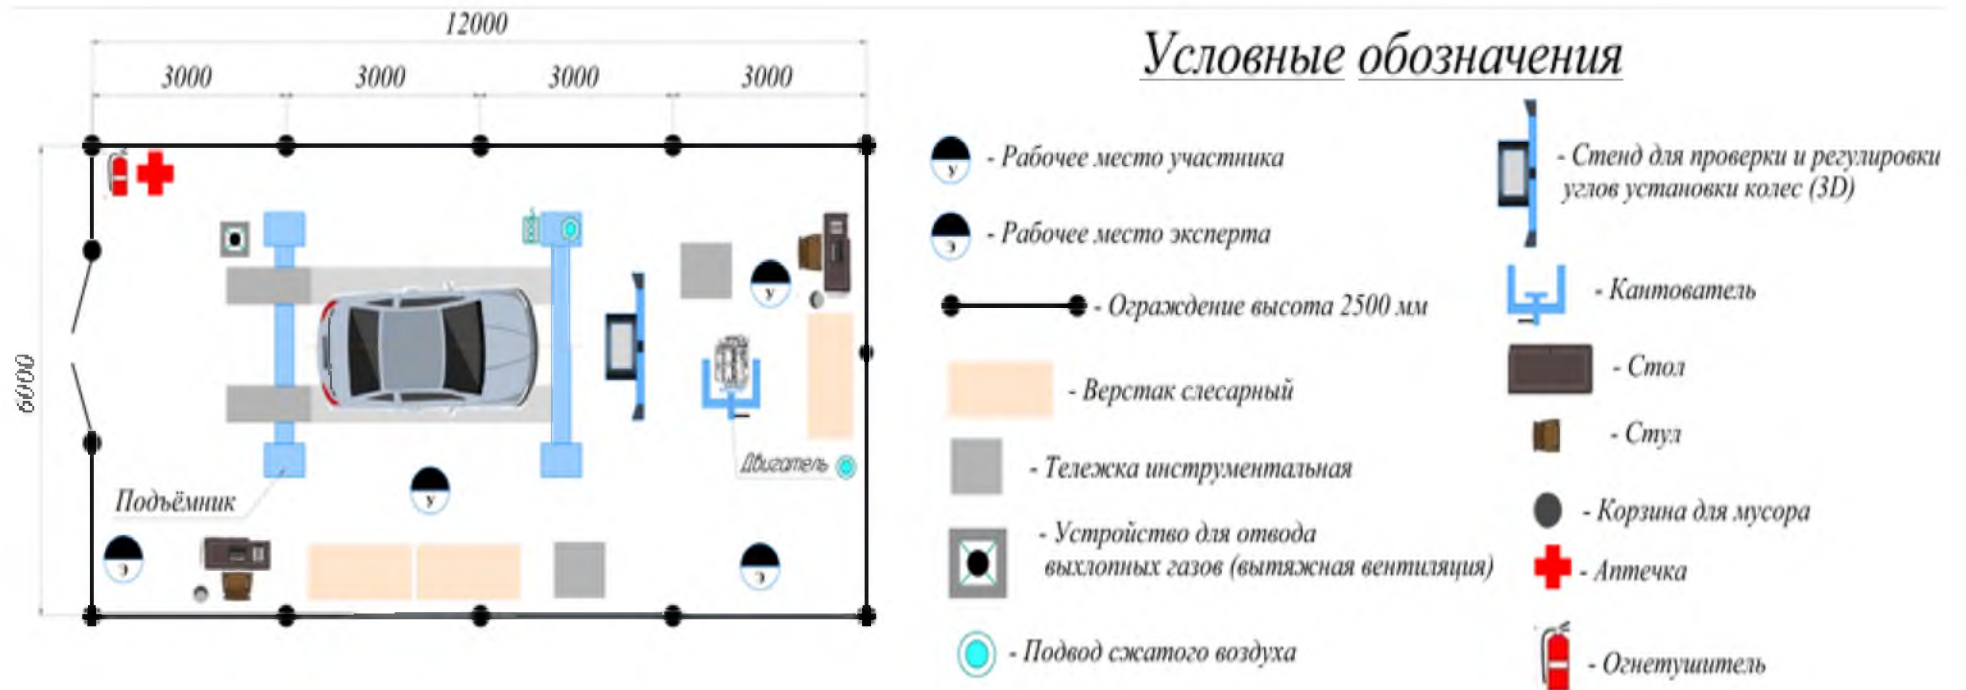 12000
3000
3000
3000
3000
6000
У
Двигатель
Подъёмник
У
Э
Э
Условные обозначения
У
- Рабочее место участника
Э
- Рабочее место эксперта
- Ограждение высота 2500 мм
- Верстак слесарный
- Тележка инструментальная
- Устройство для отвода
выхлопных газов (вытяжная вентиляция)
- Подвод сжатого воздуха
- Стенд для проверки и регулировки
углов установки колес (3D)
- Кантователь
- Стол
- Стул
- Корзина для мусора
- Аптечка
- Огнетушитель